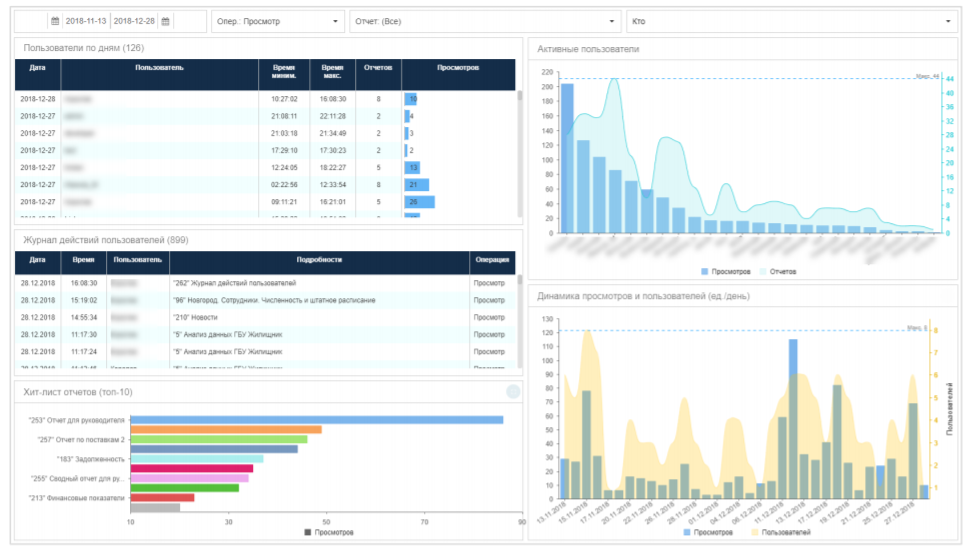 2018-11-13 2018-12-28 Опер.: Просмотр Отчет: (Все) Кто
Пользователи по дням (126)
Дата Пользователь Время миним. Время макс. Отчетов Просмотров
2018-12-28 10:27:02 16:08:30 8 10
2018-12-27 21:08:11 22:11:28 2 4
2018-12-27 21:03:18 21:34:49 2 3
2018-12-27 17:29:10 17:30:23 2 2
2018-12-27 12:24:05 18:22:27 5 13
2018-12-27 02:22:56 12:33:54 8 21
2018-12-27 09:11:21 18:21:01 5 26
Журнал действий пользователей (899)
Дата Время Пользователь Подробности Операция
28.12.2018 16:08:30 "262" Журнал действий пользователей Просмотр
28.12.2018 15:19:02 "96" Новгород. Сотрудники: Численность и штатное расписание Просмотр
28.12.2018 14:55:34 "210" Новости Просмотр
28.12.2018 11:17:30 "5" Анализ данных ГБУ Жилищник Просмотр
28.12.2018 11:17:24 "5" Анализ данных ГБУ Жилищник Просмотр
Хит-лист отчетов (топ-10)
"253" Отчет для руководителя
"257" Отчет по поставкам 2
"183" Задолженность
"255" Сводный отчет для ру...
"213" Финансовые показатели
10 30 50 70 90
Просмотров
Активные пользователи
Макс. 44
220 200 180 160 140 120 100 80 60 40 20 0
44 40 36 32 28 24 20 16 12 8 4 0
Просмотров Отчетов
Динамика просмотров и пользователей (ед./день)
Макс. 8
130 120 110 100 90 80 70 60 50 40 30 20 10 0
8 7 6 5 4 3 2 1
Пользователей
13.11.2018 15.11.2018 17.11.2018 20.11.2018 22.11.2018 24.11.2018 26.11.2018 28.11.2018 01.12.2018 04.12.2018 06.12.2018 11.12.2018 13.12.2018 15.12.2018 17.12.2018 19.12.2018 21.12.2018 25.12.2018 27.12.2018
Просмотров Пользователей